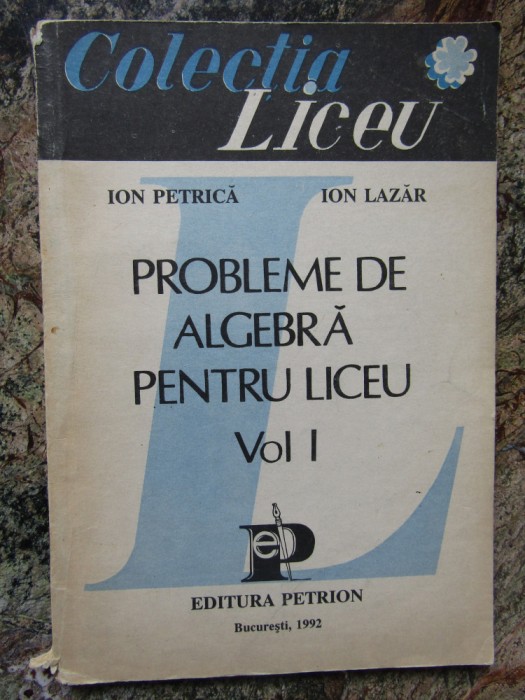 Colecția
Liceu
ION PETRICĂ ION LAZĂR
PROBLEME DE
ALGEBRĂ
PENTRU LICEU
Vol I
eP
EDITURA PETRION
București, 1992